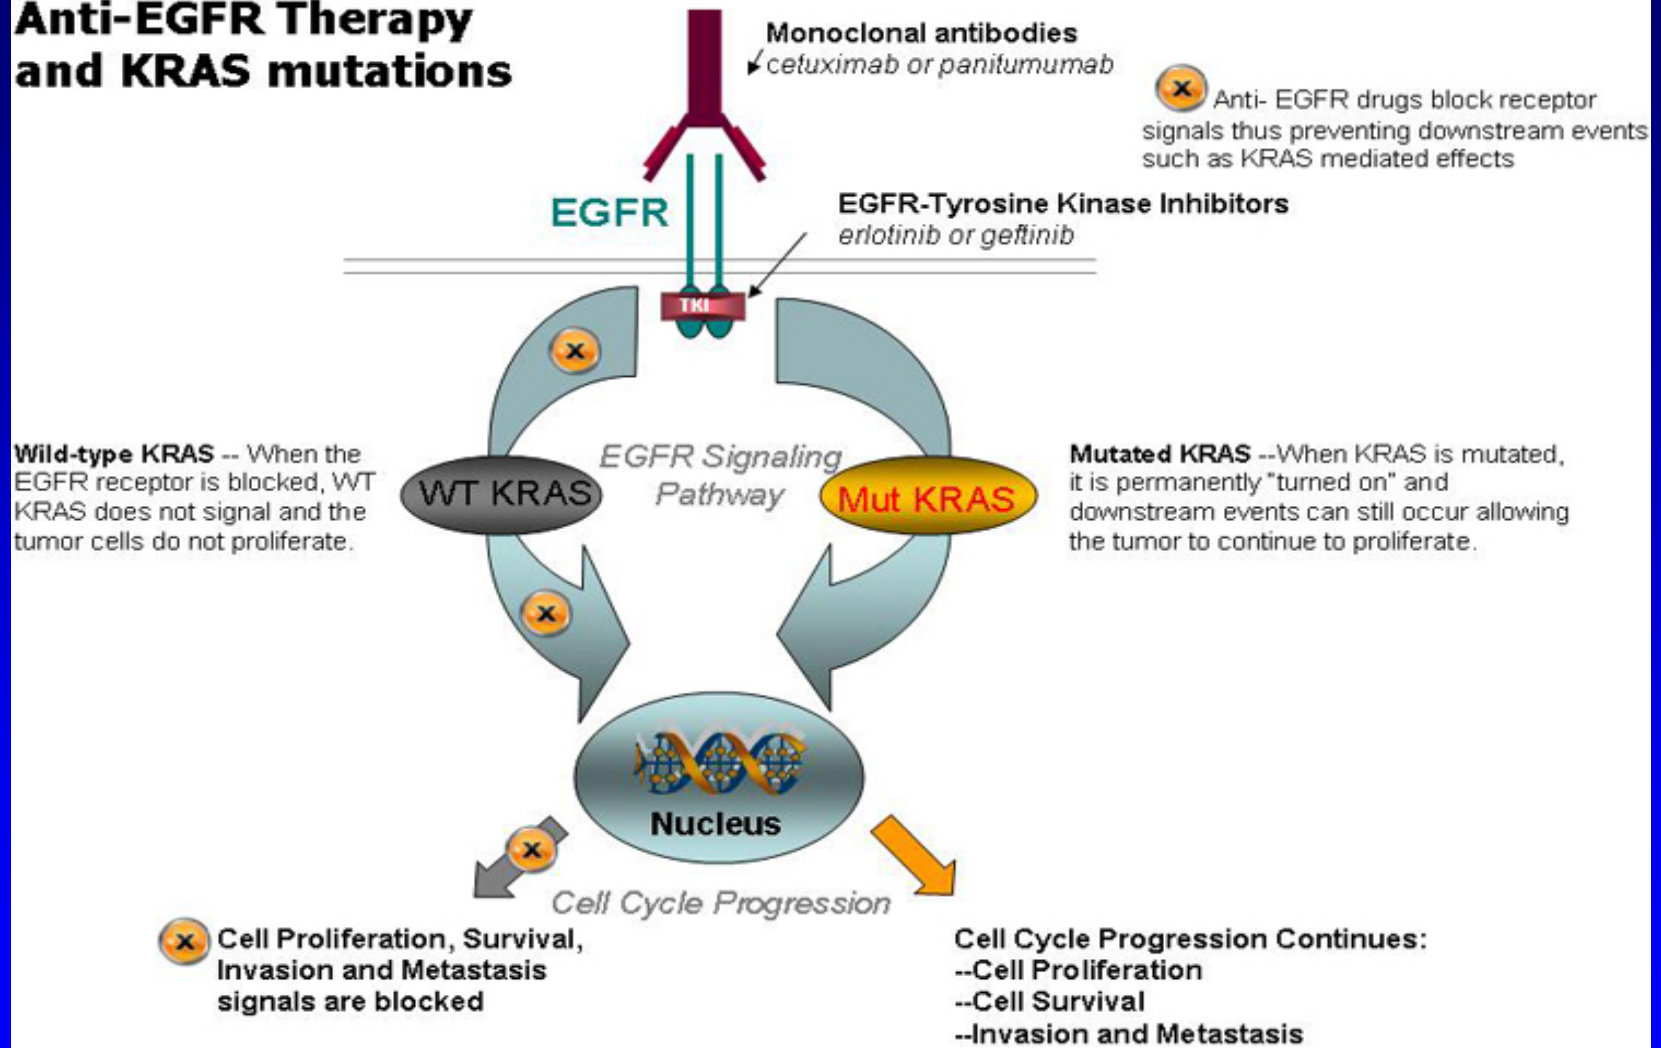 Anti-EGFR Therapy
and KRAS mutations
Monoclonal antibodies
cetuximab or panitumumab
X Anti- EGFR drugs block receptor
signals thus preventing downstream events
such as KRAS mediated effects
EGFR
EGFR-Tyrosine Kinase Inhibitors
erlotinib or geftinib
TKI
X
Wild-type KRAS -- When the
EGFR receptor is blocked, WT
KRAS does not signal and the
tumor cells do not proliferate.
WT KRAS
EGFR Signaling
Pathway
Mut KRAS
Mutated KRAS --When KRAS is mutated,
it is permanently "turned on" and
downstream events can still occur allowing
the tumor to continue to proliferate.
X
Nucleus
X
Cell Cycle Progression
X Cell Proliferation, Survival,
Invasion and Metastasis
signals are blocked
Cell Cycle Progression Continues:
--Cell Proliferation
--Cell Survival
--Invasion and Metastasis